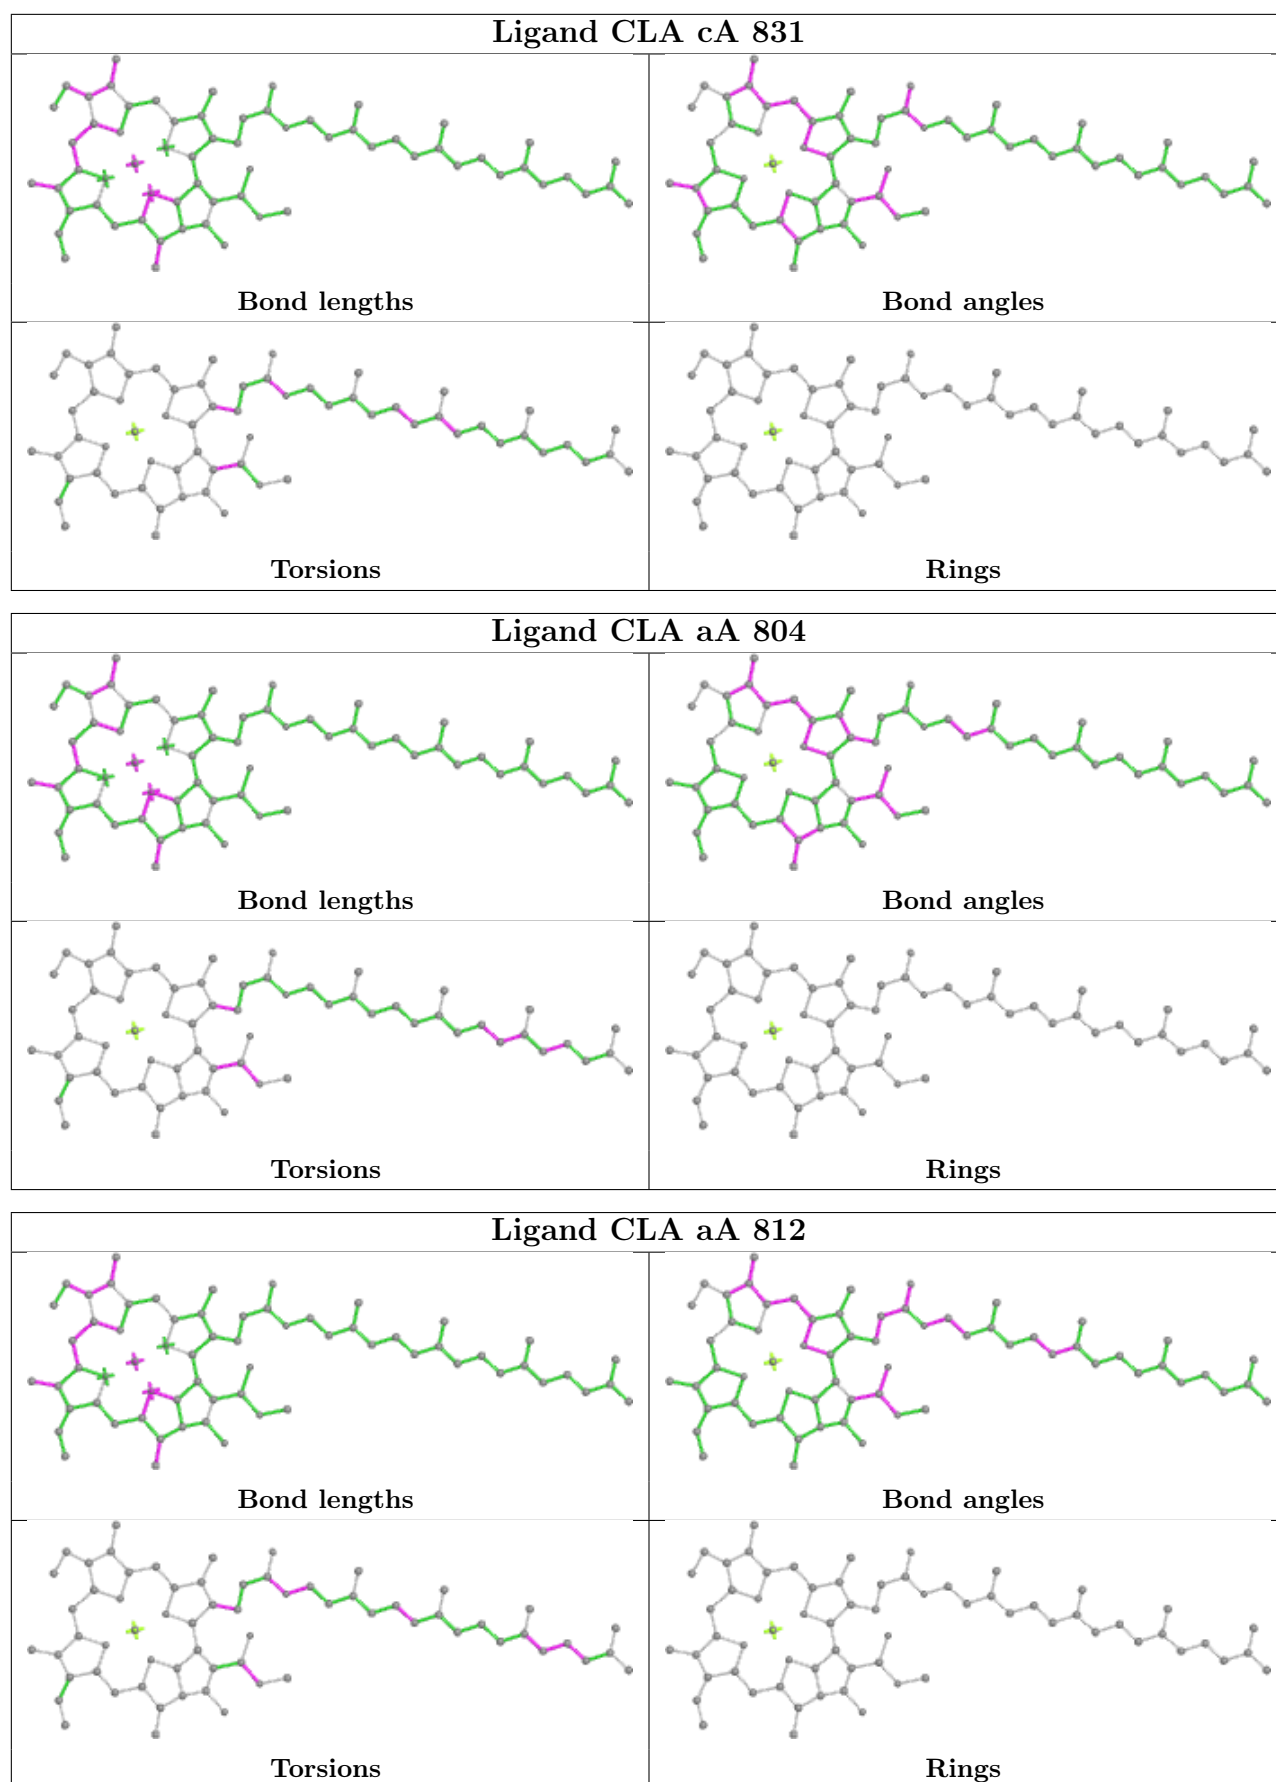 Ligand CLA cA 831
Bond lengths
Bond angles
Torsions
Rings
Ligand CLA aA 804
Bond lengths
Bond angles
Torsions
Rings
Ligand CLA aA 812
Bond lengths
Bond angles
Torsions
Rings